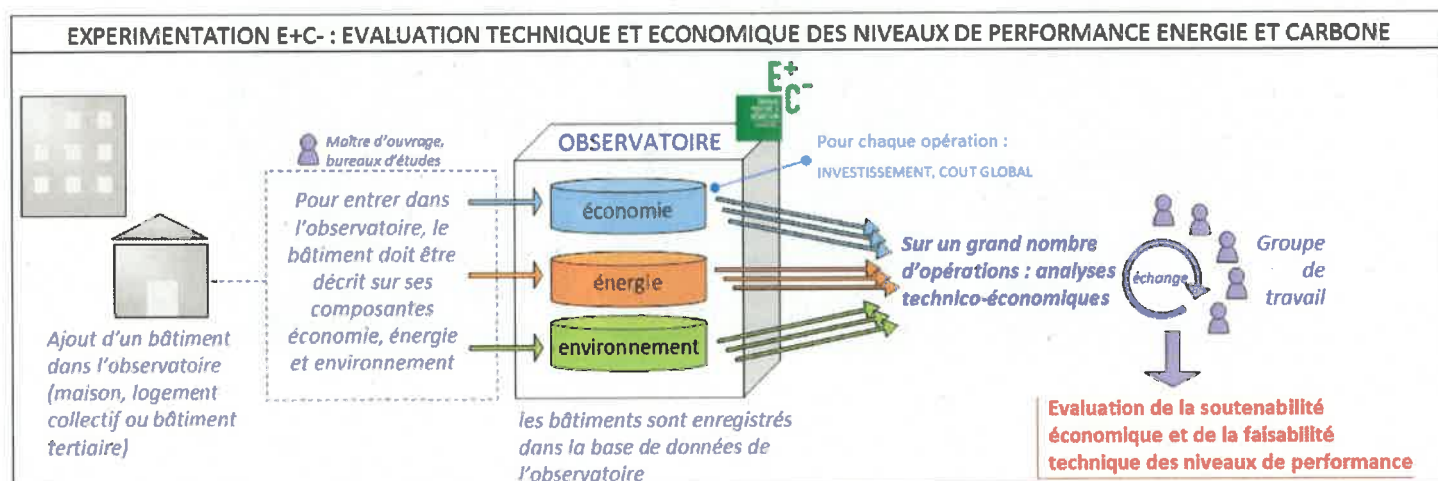 EXPERIMENTATION E+C- : EVALUATION TECHNIQUE ET ECONOMIQUE DES NIVEAUX DE PERFORMANCE ENERGIE ET CARBONE
E+
C-
Maître d'ouvrage,
bureaux d'études
OBSERVATOIRE
Pour chaque opération :
INVESTISSEMENT, COUT GLOBAL
Pour entrer dans
l'observatoire, le
bâtiment doit être
décrit sur ses
composantes
économie, énergie
et environnement
économie
énergie
environnement
Sur un grand nombre
d'opérations : analyses
technico-économiques
échange
Groupe
de
travail
Ajout d'un bâtiment
dans l'observatoire
(maison, logement
collectif ou bâtiment
tertiaire)
les bâtiments sont enregistrés
dans la base de données de
l'observatoire
Evaluation de la soutenabilité
économique et de la faisabilité
technique des niveaux de performance